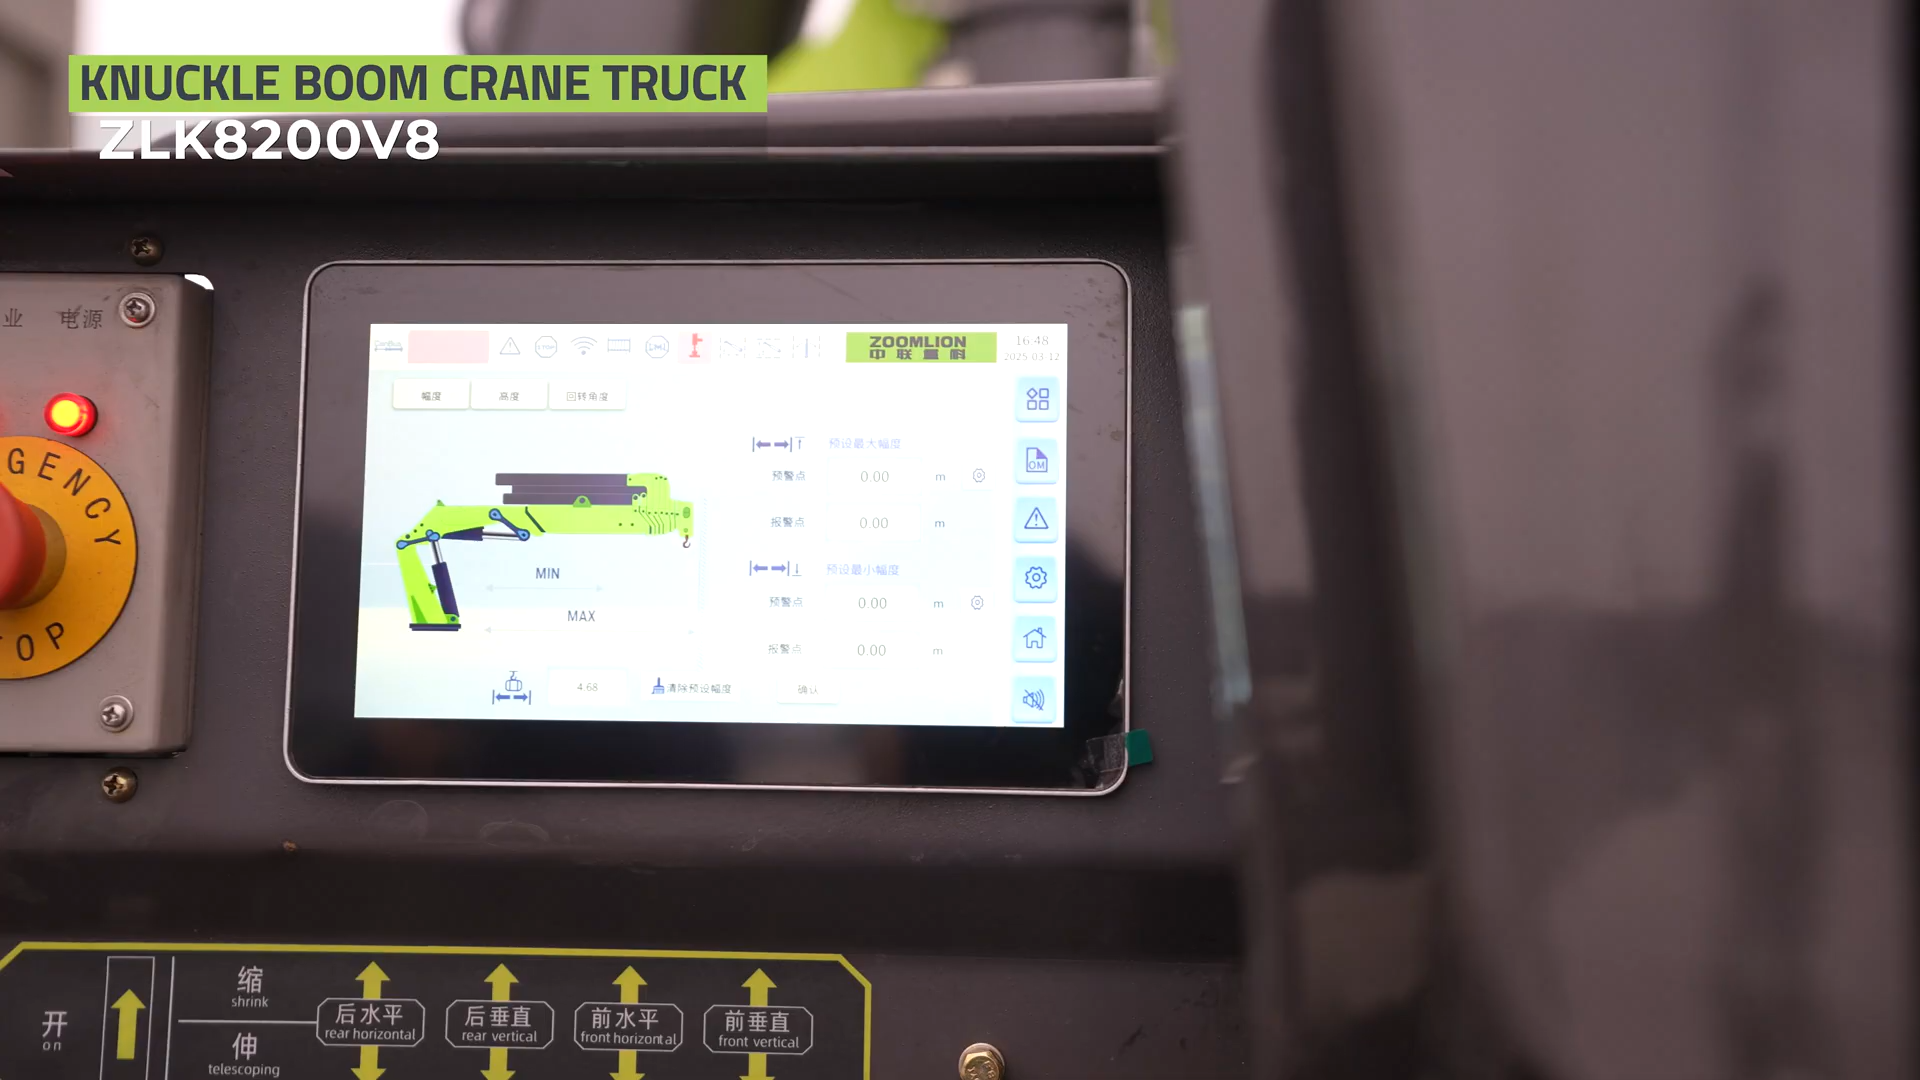 KNUCKLE BOOM CRANE TRUCK
ZLK8200V8
业 电源
GENCY
TOP
CanBus
STOP
ZOOMLION
中联重科
16:48
2025-03-12
幅度 高度 回转角度
预设最大幅度
预警点 0.00 m
OM
报警点 0.00 m
预设最小幅度
MIN
预警点 0.00 m
MAX
报警点 0.00 m
4.68 清除预设幅度 确认
开
on
缩
shrink
伸
telescoping
后水平
rear horizontal
后垂直
rear vertical
前水平
front horizontal
前垂直
front vertical